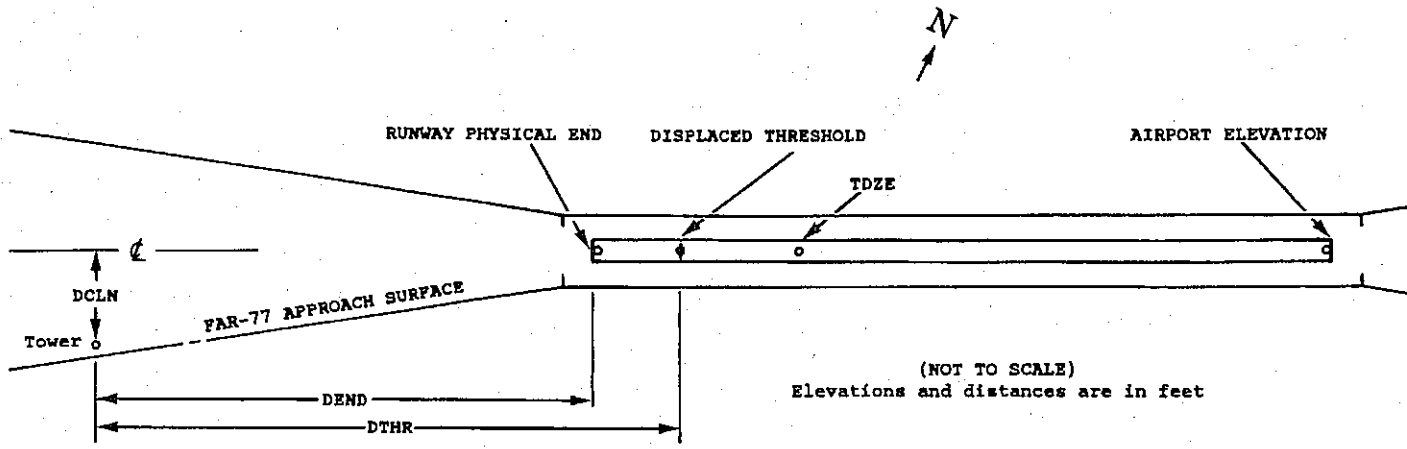 N
RUNWAY PHYSICAL END
DISPLACED THRESHOLD
AIRPORT ELEVATION
TDZE
℄
DCLN
FAR-77 APPROACH SURFACE
Tower
(NOT TO SCALE)
Elevations and distances are in feet
DEND
DTHR